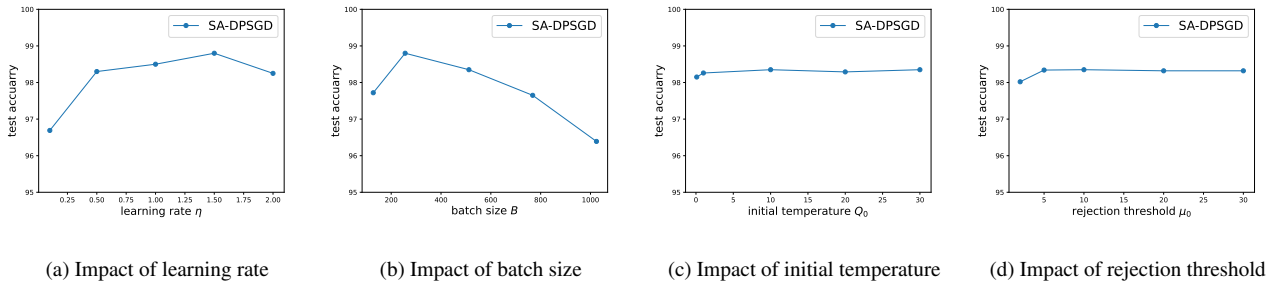 100
99
98
97
96
95
test accuarry
SA-DPSGD
0.25 0.50 0.75 1.00 1.25 1.50 1.75 2.00
learning rate η
(a) Impact of learning rate
100
99
98
97
96
95
test accuarry
SA-DPSGD
200 400 600 800 1000
batch size B
(b) Impact of batch size
100
99
98
97
96
95
test accuarry
SA-DPSGD
0 5 10 15 20 25 30
initial temperature Q₀
(c) Impact of initial temperature
100
99
98
97
96
95
test accuarry
SA-DPSGD
5 10 15 20 25 30
rejection threshold μ₀
(d) Impact of rejection threshold